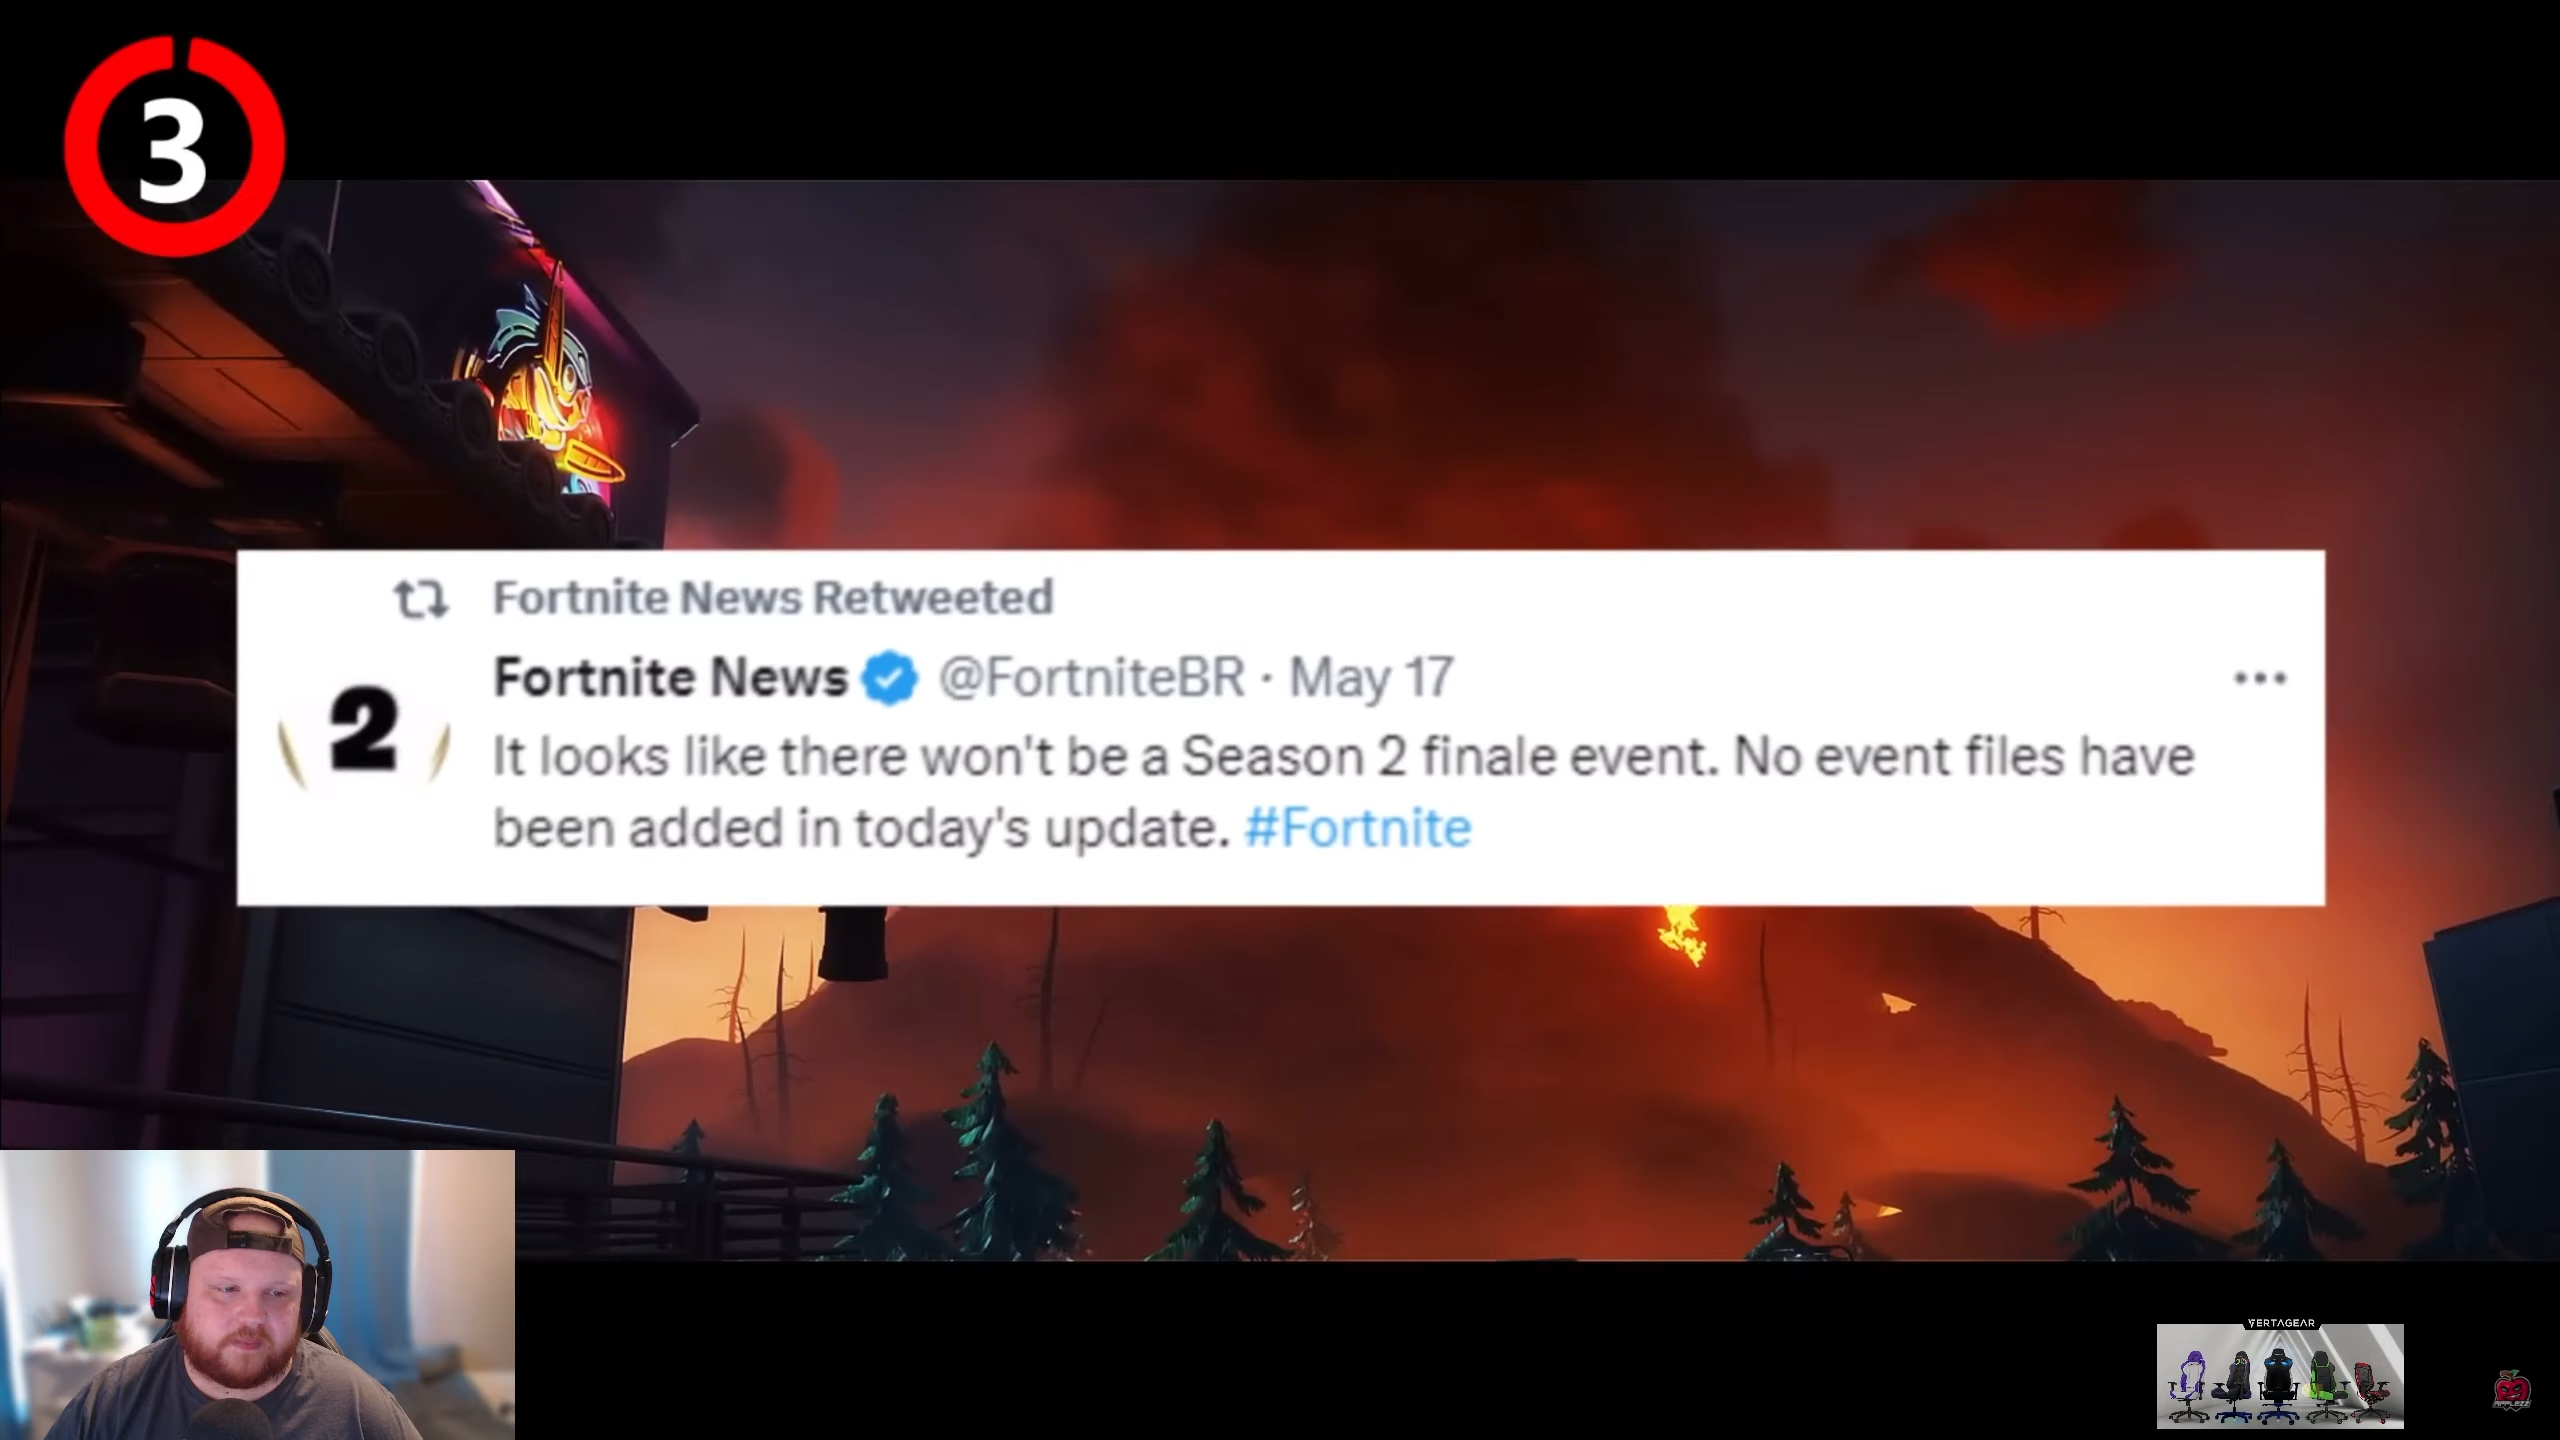 3
Fortnite News Retweeted
Fortnite News @FortniteBR · May 17
2
It looks like there won't be a Season 2 finale event. No event files have
been added in today's update. #Fortnite
VERTAGEAR
APPLEZZ